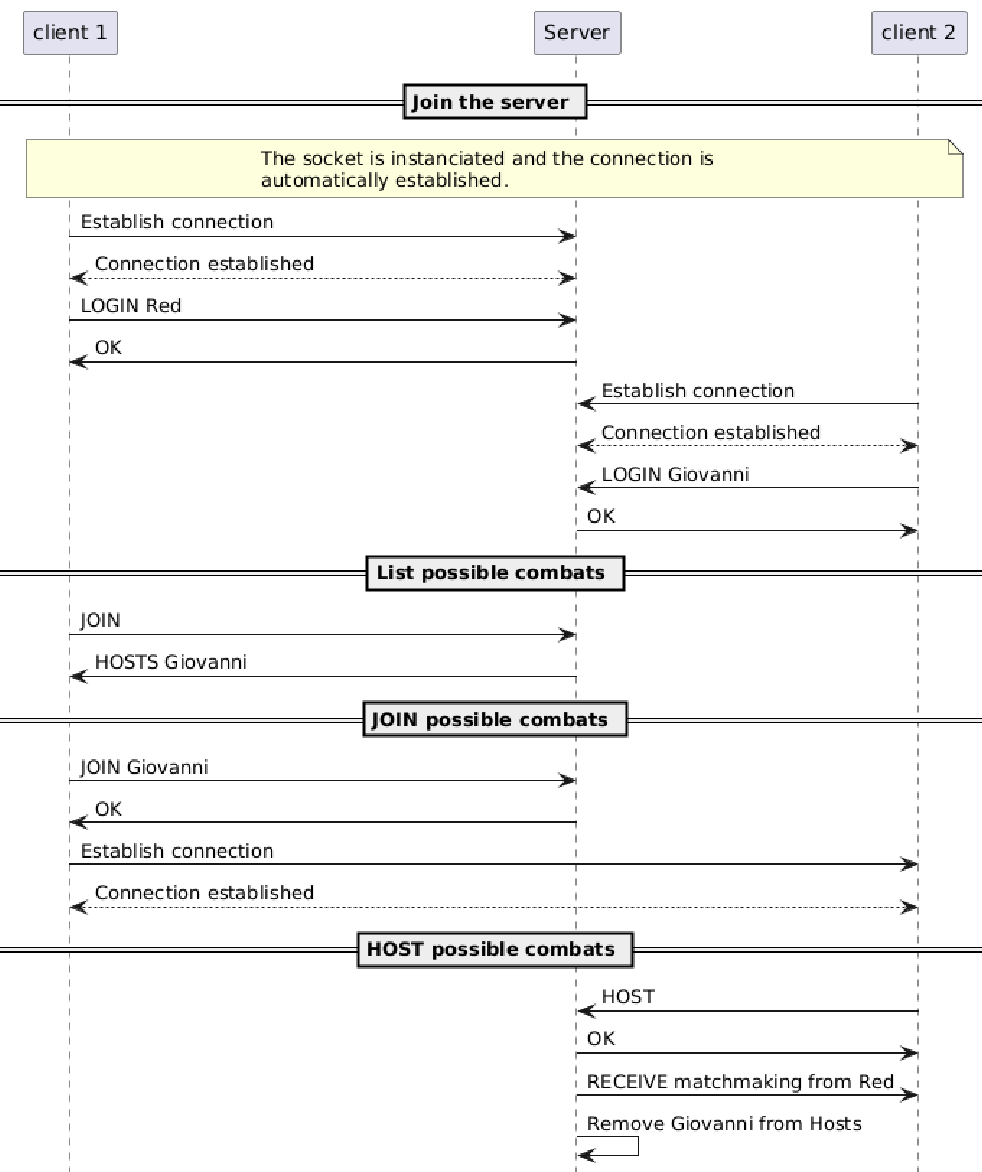 client 1
Server
client 2
Join the server
The socket is instanciated and the connection is
automatically established.
Establish connection
Connection established
LOGIN Red
OK
Establish connection
Connection established
LOGIN Giovanni
OK
List possible combats
JOIN
HOSTS Giovanni
JOIN possible combats
JOIN Giovanni
OK
Establish connection
Connection established
HOST possible combats
HOST
OK
RECEIVE matchmaking from Red
Remove Giovanni from Hosts